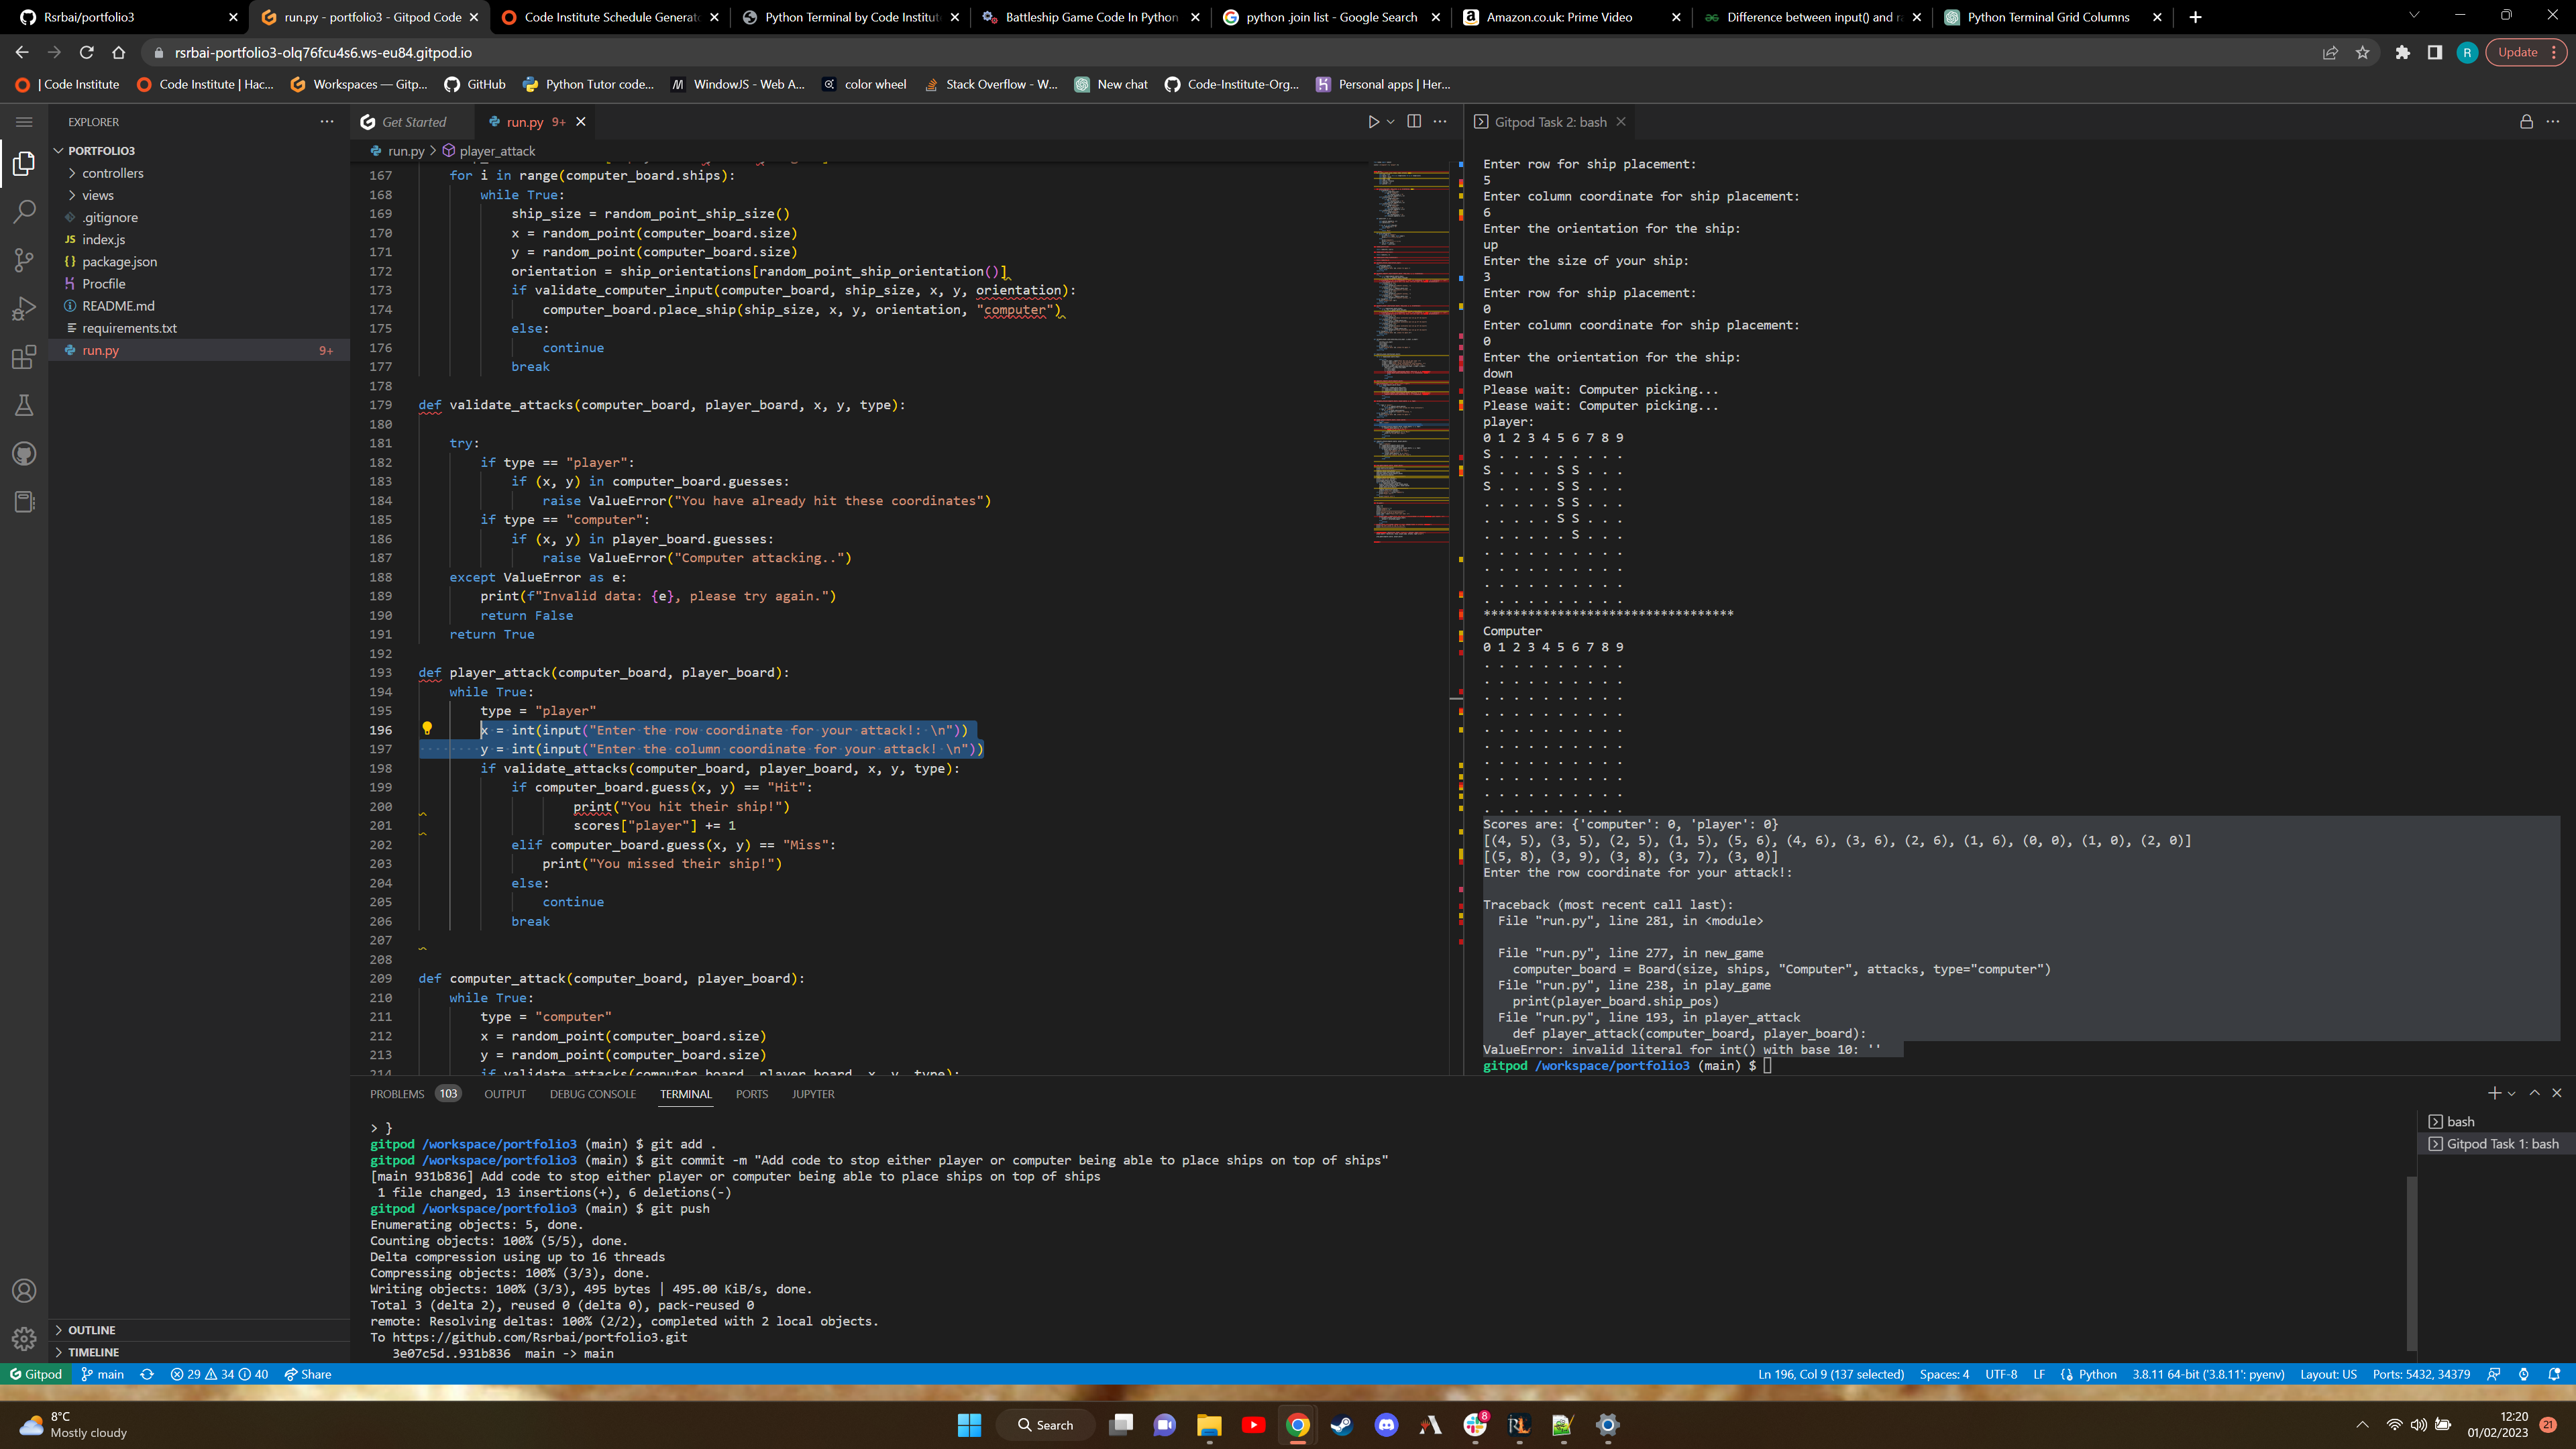 Rsrbai/portfolio3
run.py - portfolio3 - Gitpod Code
Code Institute Schedule Generat
Python Terminal by Code Institut
Battleship Game Code In Python
python .join list - Google Search
Amazon.co.uk: Prime Video
Difference between input() and ra
Python Terminal Grid Columns
rsrbai-portfolio3-olq76fcu4s6.ws-eu84.gitpod.io
R
Update
| Code Institute
Code Institute | Hac...
Workspaces — Gitp...
GitHub
Python Tutor code...
WindowJS - Web A...
color wheel
Stack Overflow - W...
New chat
Code-Institute-Org...
Personal apps | Her...
EXPLORER
PORTFOLIO3
controllers
views
.gitignore
JS index.js
{} package.json
Procfile
README.md
requirements.txt
run.py 9+
Get Started
run.py 9+
run.py > player_attack
167 for i in range(computer_board.ships):
168 while True:
169 ship_size = random_point_ship_size()
170 x = random_point(computer_board.size)
171 y = random_point(computer_board.size)
172 orientation = ship_orientations[random_point_ship_orientation()]
173 if validate_computer_input(computer_board, ship_size, x, y, orientation):
174 computer_board.place_ship(ship_size, x, y, orientation, "computer")
175 else:
176 continue
177 break
178
179 def validate_attacks(computer_board, player_board, x, y, type):
180
181 try:
182 if type == "player":
183 if (x, y) in computer_board.guesses:
184 raise ValueError("You have already hit these coordinates")
185 if type == "computer":
186 if (x, y) in player_board.guesses:
187 raise ValueError("Computer attacking..")
188 except ValueError as e:
189 print(f"Invalid data: {e}, please try again.")
190 return False
191 return True
192
193 def player_attack(computer_board, player_board):
194 while True:
195 type = "player"
196 x = int(input("Enter the row coordinate for your attack!: \n"))
197 y = int(input("Enter the column coordinate for your attack! \n"))
198 if validate_attacks(computer_board, player_board, x, y, type):
199 if computer_board.guess(x, y) == "Hit":
200 print("You hit their ship!")
201 scores["player"] += 1
202 elif computer_board.guess(x, y) == "Miss":
203 print("You missed their ship!")
204 else:
205 continue
206 break
207
208
209 def computer_attack(computer_board, player_board):
210 while True:
211 type = "computer"
212 x = random_point(computer_board.size)
213 y = random_point(computer_board.size)
214 if validate_attacks(computer_board, player_board, x, y, type):
Gitpod Task 2: bash
Enter row for ship placement:
5
Enter column coordinate for ship placement:
6
Enter the orientation for the ship:
up
Enter the size of your ship:
3
Enter row for ship placement:
0
Enter column coordinate for ship placement:
0
Enter the orientation for the ship:
down
Please wait: Computer picking...
Please wait: Computer picking...
player:
0 1 2 3 4 5 6 7 8 9
S . . . . . . . . .
S . . . . S S . . .
S . . . . S S . . .
. . . . . S S . . .
. . . . . S S . . .
. . . . . . S . . .
. . . . . . . . . .
. . . . . . . . . .
. . . . . . . . . .
. . . . . . . . . .
**********************************
Computer
0 1 2 3 4 5 6 7 8 9
. . . . . . . . . .
. . . . . . . . . .
. . . . . . . . . .
. . . . . . . . . .
. . . . . . . . . .
. . . . . . . . . .
. . . . . . . . . .
. . . . . . . . . .
. . . . . . . . . .
. . . . . . . . . .
Scores are: {'computer': 0, 'player': 0}
[(4, 5), (3, 5), (2, 5), (1, 5), (5, 6), (4, 6), (3, 6), (2, 6), (1, 6), (0, 0), (1, 0), (2, 0)]
[(5, 8), (3, 9), (3, 8), (3, 7), (3, 0)]
Enter the row coordinate for your attack!:
Traceback (most recent call last):
File "run.py", line 281, in <module>
File "run.py", line 277, in new_game
computer_board = Board(size, ships, "Computer", attacks, type="computer")
File "run.py", line 238, in play_game
print(player_board.ship_pos)
File "run.py", line 193, in player_attack
def player_attack(computer_board, player_board):
ValueError: invalid literal for int() with base 10: ''
gitpod /workspace/portfolio3 (main) $
PROBLEMS 103 OUTPUT DEBUG CONSOLE TERMINAL PORTS JUPYTER
> }
gitpod /workspace/portfolio3 (main) $ git add .
gitpod /workspace/portfolio3 (main) $ git commit -m "Add code to stop either player or computer being able to place ships on top of ships"
[main 931b836] Add code to stop either player or computer being able to place ships on top of ships
1 file changed, 13 insertions(+), 6 deletions(-)
gitpod /workspace/portfolio3 (main) $ git push
Enumerating objects: 5, done.
Counting objects: 100% (5/5), done.
Delta compression using up to 16 threads
Compressing objects: 100% (3/3), done.
Writing objects: 100% (3/3), 495 bytes | 495.00 KiB/s, done.
Total 3 (delta 2), reused 0 (delta 0), pack-reused 0
remote: Resolving deltas: 100% (2/2), completed with 2 local objects.
To https://github.com/Rsrbai/portfolio3.git
3e07c5d..931b836 main -> main
bash
Gitpod Task 1: bash
OUTLINE
TIMELINE
Gitpod main 29 34 40 Share
Ln 196, Col 9 (137 selected) Spaces: 4 UTF-8 LF Python 3.8.11 64-bit ('3.8.11': pyenv) Layout: US Ports: 5432, 34379
8°C
Mostly cloudy
Search
8
12:20
01/02/2023
21